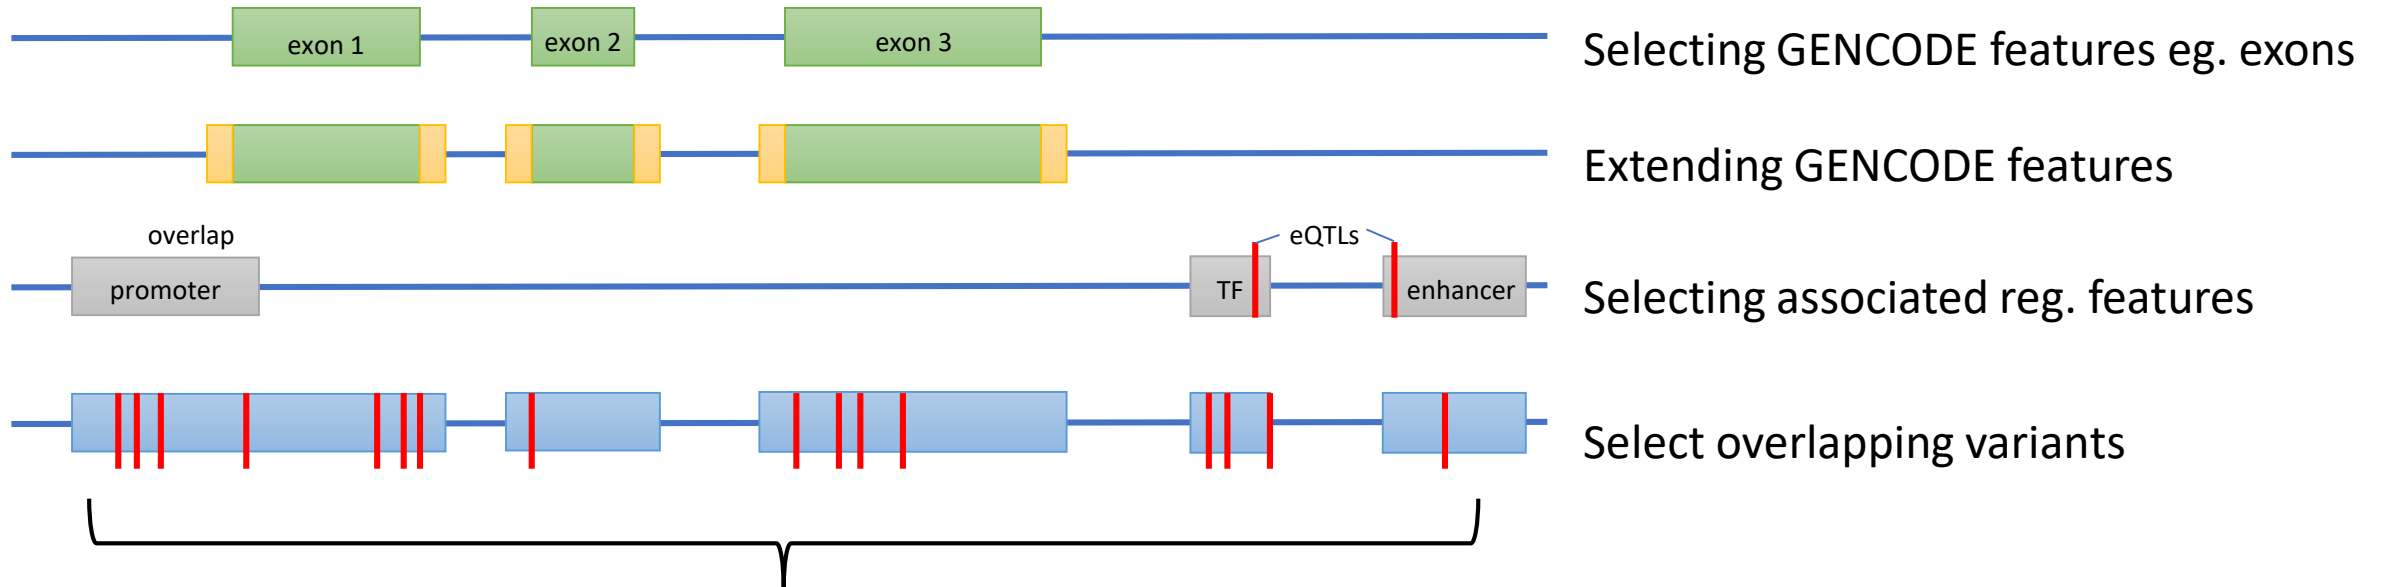 exon 1
exon 2
exon 3
Selecting GENCODE features eg. exons
Extending GENCODE features
overlap
eQTLs
promoter
TF
enhancer
Selecting associated reg. features
Select overlapping variants